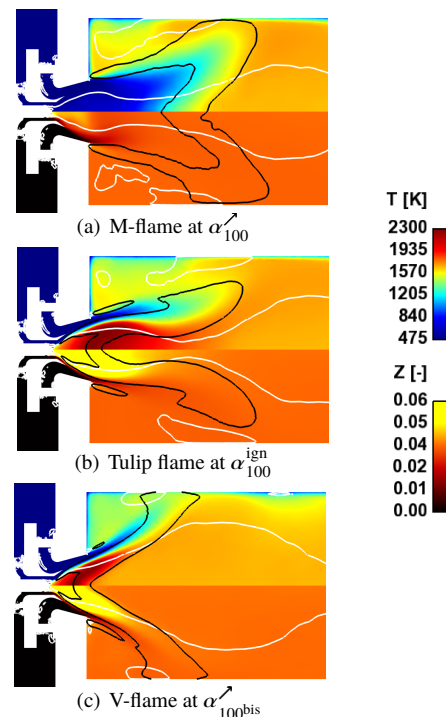 (a) M-flame at α↗100
T [K]
2300
1935
1570
1205
840
475
(b) Tulip flame at α^ign_100
Z [-]
0.06
0.05
0.04
0.02
0.01
0.00
(c) V-flame at α↗100bis